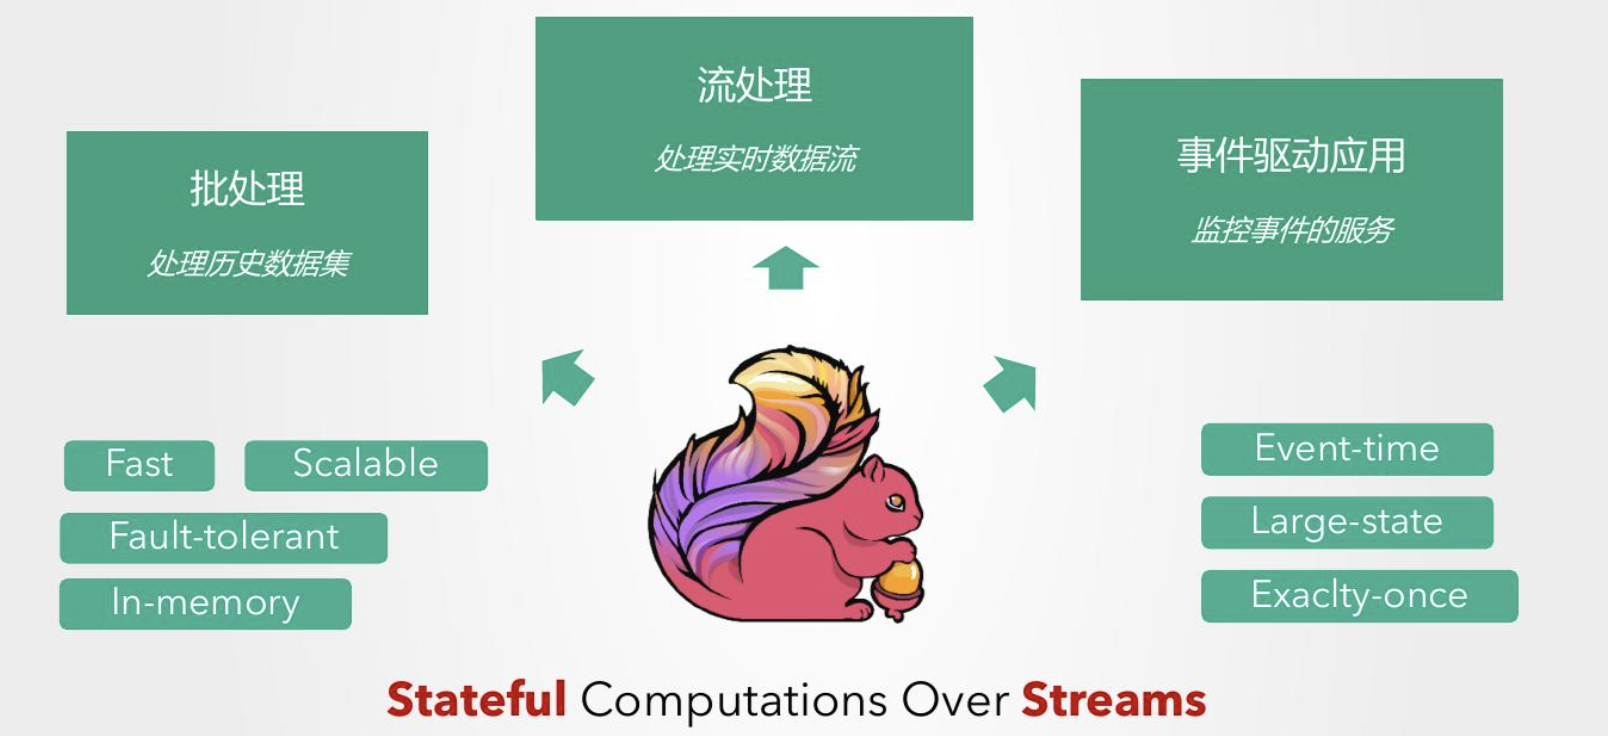 流处理
处理实时数据流
批处理
处理历史数据集
事件驱动应用
监控事件的服务
Fast
Scalable
Fault-tolerant
In-memory
Event-time
Large-state
Exaclty-once
Stateful Computations Over Streams